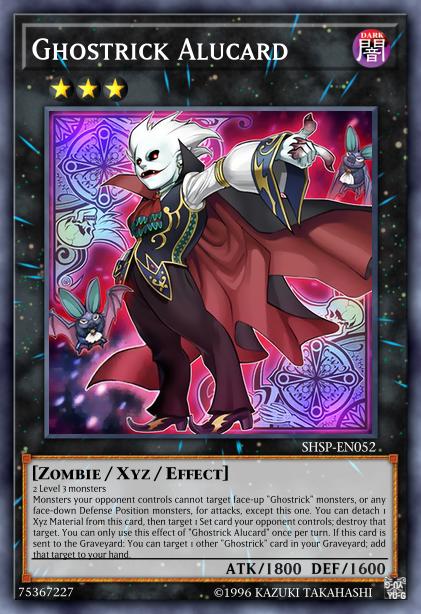 GHOSTRICK ALUCARD
DARK
闇
SHSP-EN052
[ZOMBIE / XYZ / EFFECT]
2 Level 3 monsters
Monsters your opponent controls cannot target face-up "Ghostrick" monsters, or any
face-down Defense Position monsters, for attacks, except this one. You can detach 1
Xyz Material from this card, then target 1 Set card your opponent controls; destroy that
target. You can only use this effect of "Ghostrick Alucard" once per turn. If this card is
sent to the Graveyard: You can target 1 other "Ghostrick" card in your Graveyard; add
that target to your hand.
ATK/1800 DEF/1600
75367227
©1996 KAZUKI TAKAHASHI